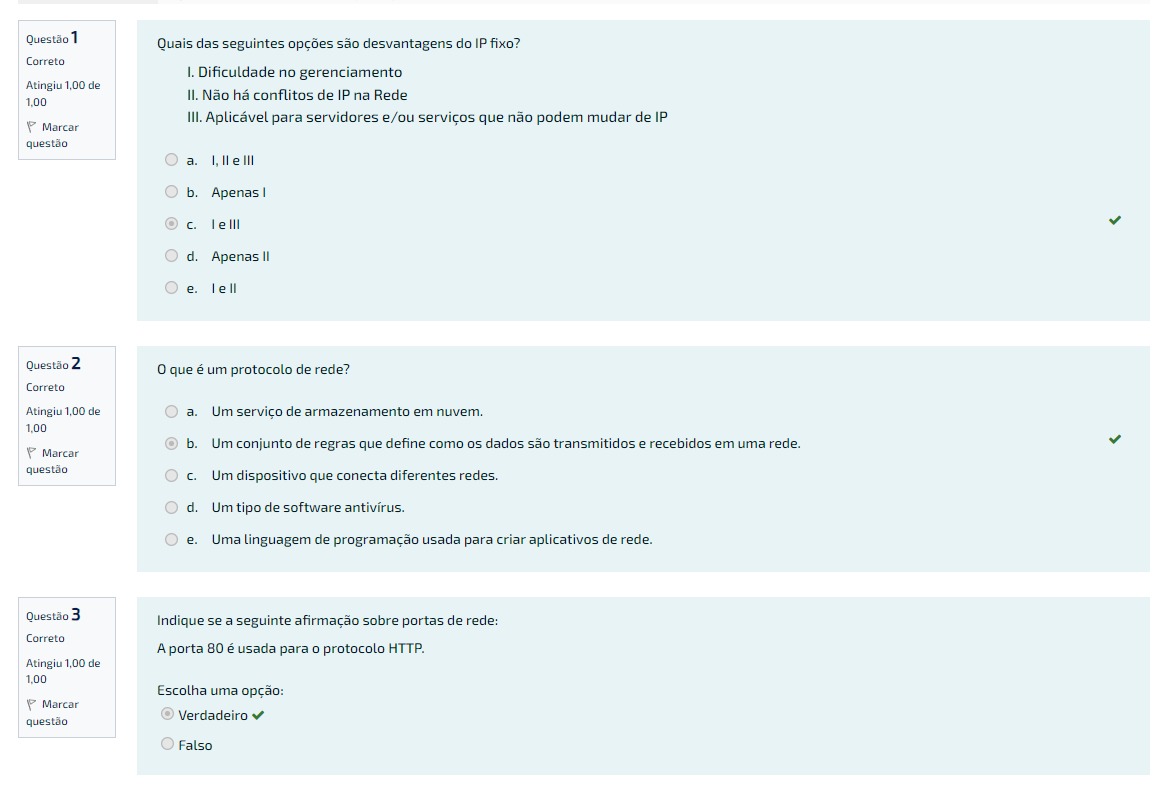 Questão 1
Correto
Atingiu 1,00 de
1,00
Marcar
questão
Quais das seguintes opções são desvantagens do IP fixo?
I. Dificuldade no gerenciamento
II. Não há conflitos de IP na Rede
III. Aplicável para servidores e/ou serviços que não podem mudar de IP
a. I, II e III
b. Apenas I
c. I e III
d. Apenas II
e. I e II
Questão 2
Correto
Atingiu 1,00 de
1,00
Marcar
questão
O que é um protocolo de rede?
a. Um serviço de armazenamento em nuvem.
b. Um conjunto de regras que define como os dados são transmitidos e recebidos em uma rede.
c. Um dispositivo que conecta diferentes redes.
d. Um tipo de software antivírus.
e. Uma linguagem de programação usada para criar aplicativos de rede.
Questão 3
Correto
Atingiu 1,00 de
1,00
Marcar
questão
Indique se a seguinte afirmação sobre portas de rede:
A porta 80 é usada para o protocolo HTTP.
Escolha uma opção:
Verdadeiro
Falso